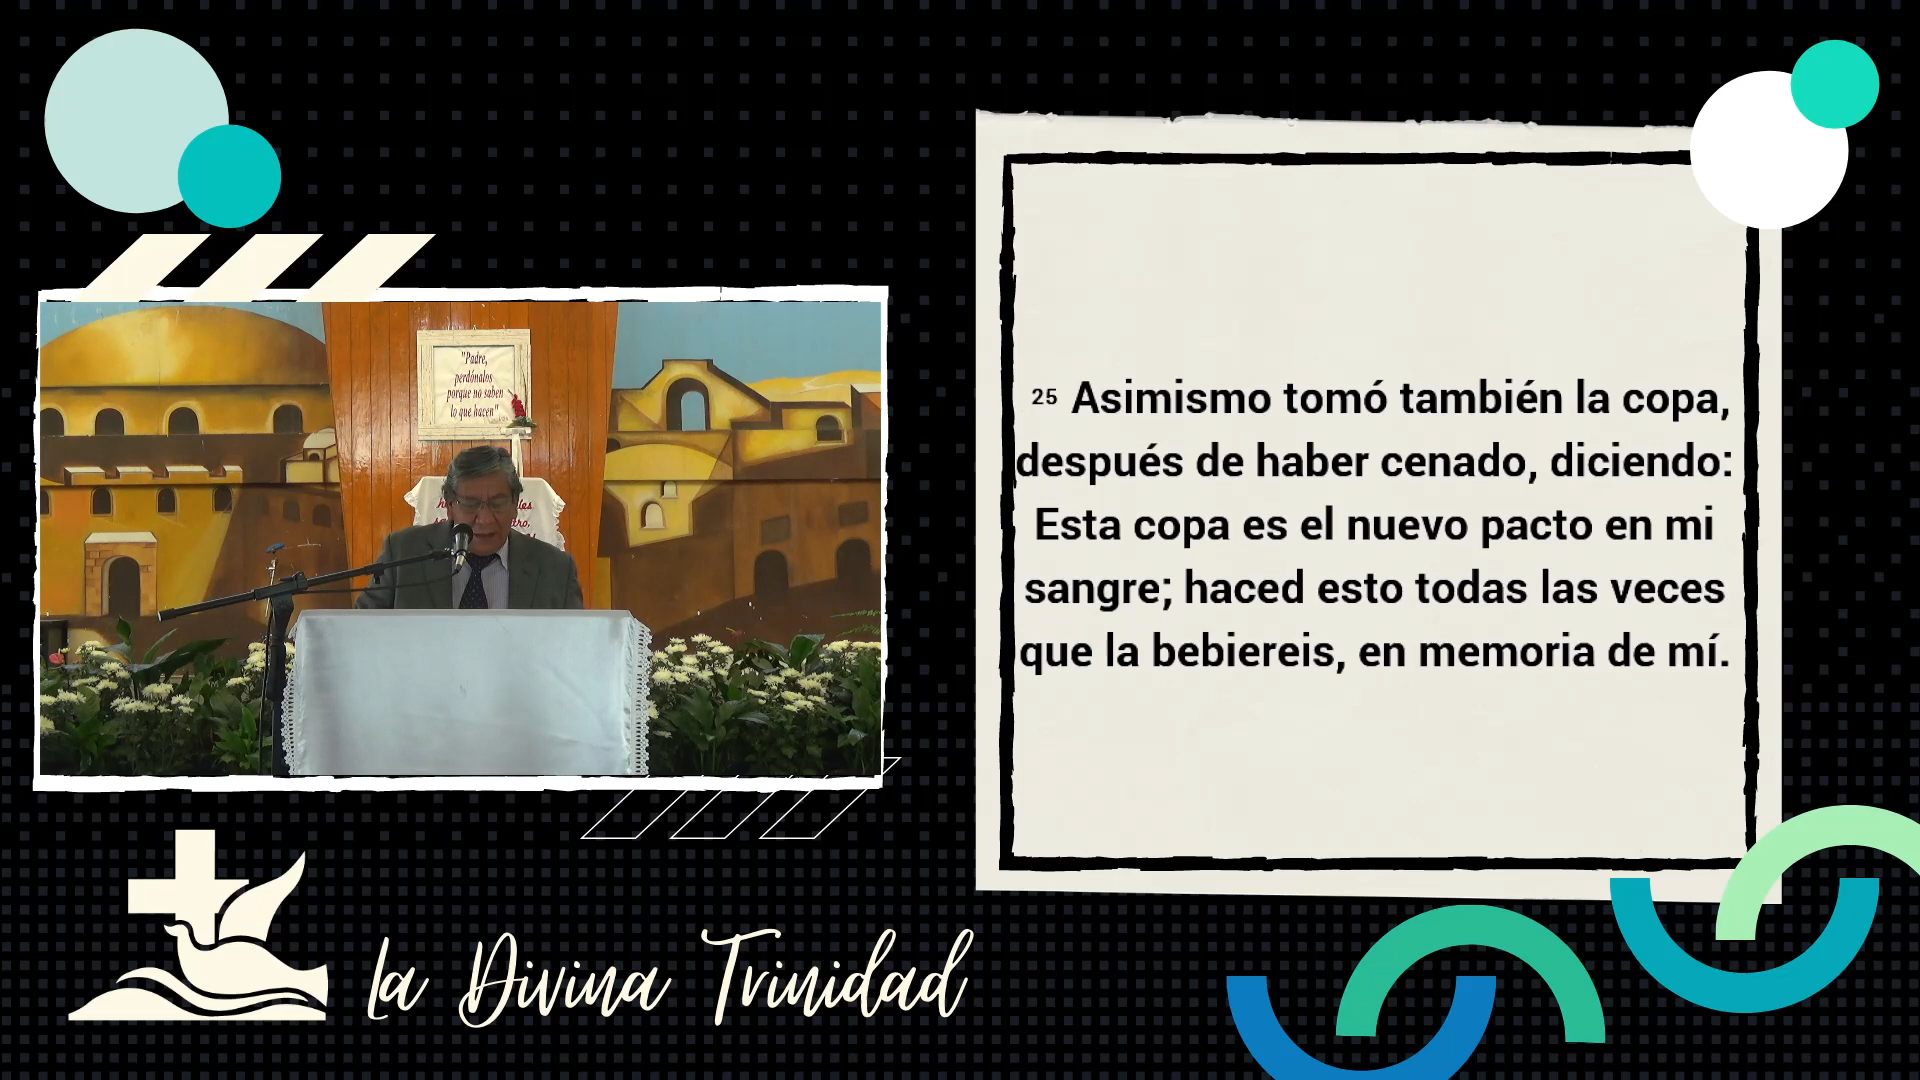 "Padre,
perdónalos
porque no saben
lo que hacen"
25 Asimismo tomó también la copa,
después de haber cenado, diciendo:
Esta copa es el nuevo pacto en mi
sangre; haced esto todas las veces
que la bebiereis, en memoria de mí.
La Divina Trinidad